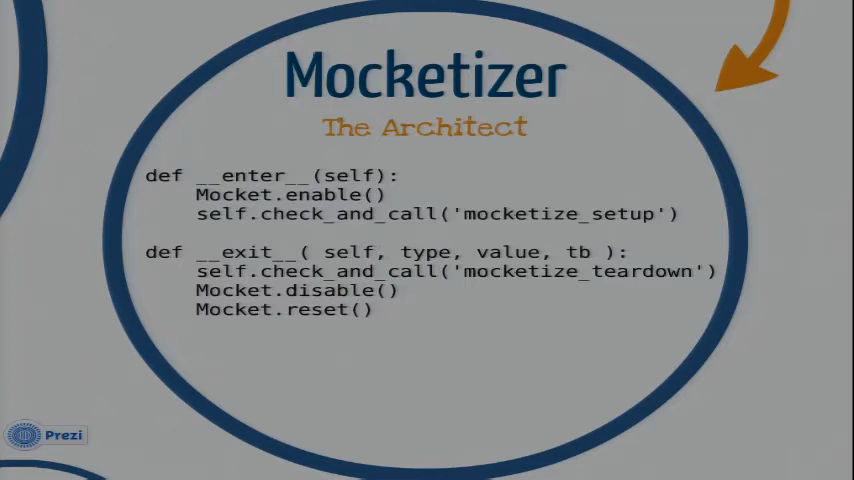 Mocketizer
The Architect
def __enter__(self):
    Mocket.enable()
    self.check_and_call('mocketize_setup')
def __exit__( self, type, value, tb ):
    self.check_and_call('mocketize_teardown')
    Mocket.disable()
    Mocket.reset()
Prezi